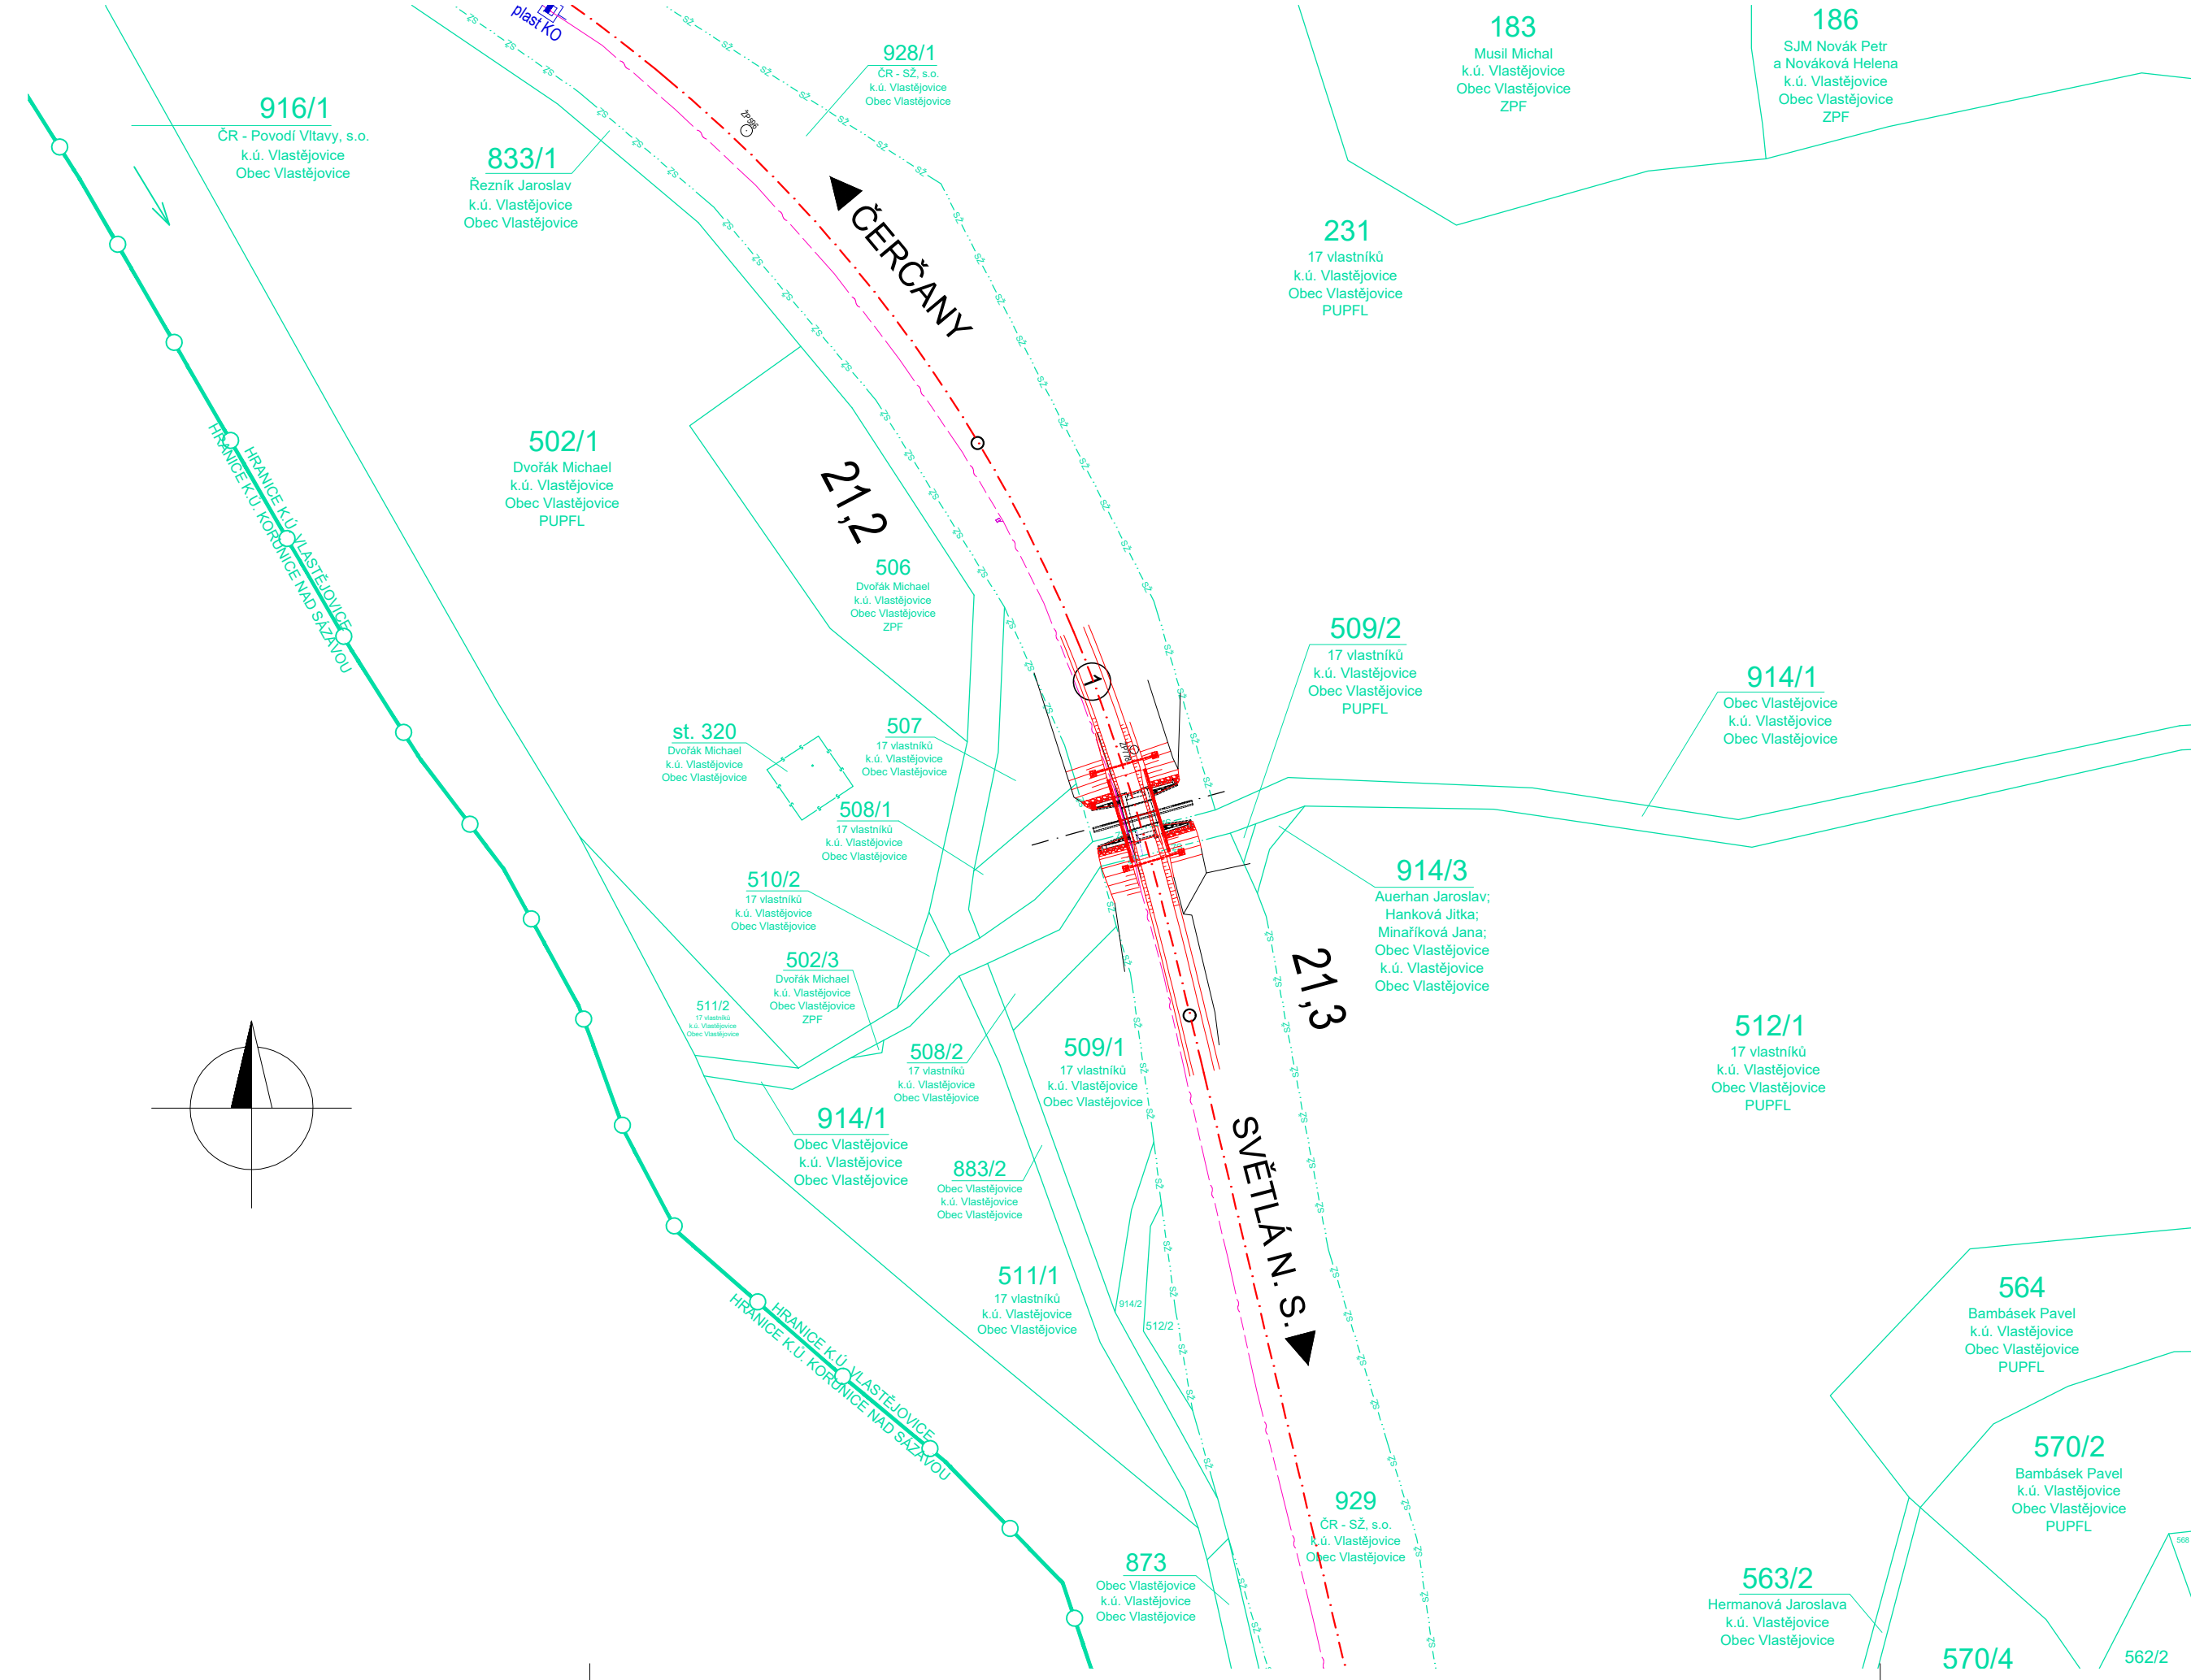 plast KO
928/1
ČR - SŽ, s.o.
k.ú. Vlastějovice
Obec Vlastějovice
183
Musil Michal
k.ú. Vlastějovice
Obec Vlastějovice
ZPF
186
SJM Novák Petr
a Nováková Helena
k.ú. Vlastějovice
Obec Vlastějovice
ZPF
916/1
ČR - Povodí Vltavy, s.o.
k.ú. Vlastějovice
Obec Vlastějovice
833/1
Řezník Jaroslav
k.ú. Vlastějovice
Obec Vlastějovice
ČERČANY
231
17 vlastníků
k.ú. Vlastějovice
Obec Vlastějovice
PUPFL
502/1
Dvořák Michael
k.ú. Vlastějovice
Obec Vlastějovice
PUPFL
21,2
HRANICE K.Ú. VLASTĚJOVICE
HRANICE K.Ú. KORUNICE NAD SÁZAVOU
506
Dvořák Michael
k.ú. Vlastějovice
Obec Vlastějovice
ZPF
509/2
17 vlastníků
k.ú. Vlastějovice
Obec Vlastějovice
PUPFL
914/1
Obec Vlastějovice
k.ú. Vlastějovice
Obec Vlastějovice
1
st. 320
Dvořák Michael
k.ú. Vlastějovice
Obec Vlastějovice
507
17 vlastníků
k.ú. Vlastějovice
Obec Vlastějovice
508/1
17 vlastníků
k.ú. Vlastějovice
Obec Vlastějovice
510/2
17 vlastníků
k.ú. Vlastějovice
Obec Vlastějovice
914/3
Auerhan Jaroslav;
Hanková Jitka;
Minaříková Jana;
Obec Vlastějovice
k.ú. Vlastějovice
Obec Vlastějovice
502/3
Dvořák Michael
k.ú. Vlastějovice
Obec Vlastějovice
ZPF
21,3
511/2
17 vlastníků
k.ú. Vlastějovice
Obec Vlastějovice
508/2
17 vlastníků
k.ú. Vlastějovice
Obec Vlastějovice
509/1
17 vlastníků
k.ú. Vlastějovice
Obec Vlastějovice
512/1
17 vlastníků
k.ú. Vlastějovice
Obec Vlastějovice
PUPFL
914/1
Obec Vlastějovice
k.ú. Vlastějovice
Obec Vlastějovice
883/2
Obec Vlastějovice
k.ú. Vlastějovice
Obec Vlastějovice
SVĚTLÁ N. S.
511/1
17 vlastníků
k.ú. Vlastějovice
Obec Vlastějovice
914/2
512/2
564
Bambásek Pavel
k.ú. Vlastějovice
Obec Vlastějovice
PUPFL
HRANICE K.Ú. VLASTĚJOVICE
HRANICE K.Ú. KORUNICE NAD SÁZAVOU
570/2
Bambásek Pavel
k.ú. Vlastějovice
Obec Vlastějovice
PUPFL
929
ČR - SŽ, s.o.
k.ú. Vlastějovice
Obec Vlastějovice
568
873
Obec Vlastějovice
k.ú. Vlastějovice
Obec Vlastějovice
563/2
Hermanová Jaroslava
k.ú. Vlastějovice
Obec Vlastějovice
570/4
562/2